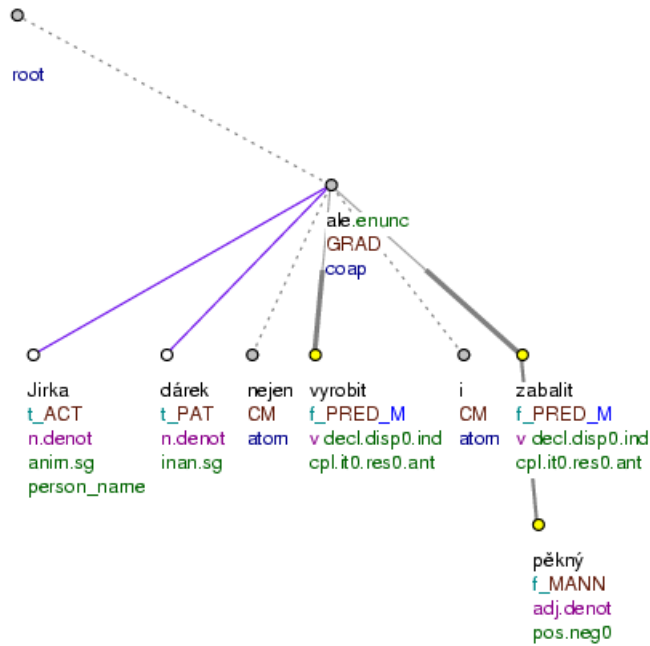 root
ale.enunc
GRAD
coap
Jirka dárek nejen vyrobit i zabalit
t_ACT t_PAT CM f_PRED_M CM f_PRED_M
n.denot n.denot atom v decl.disp0.ind atom v decl.disp0.ind
anim.sg inan.sg cpl.it0.res0.ant cpl.it0.res0.ant
person_name
pěkný
f_MANN
adj.denot
pos.neg0